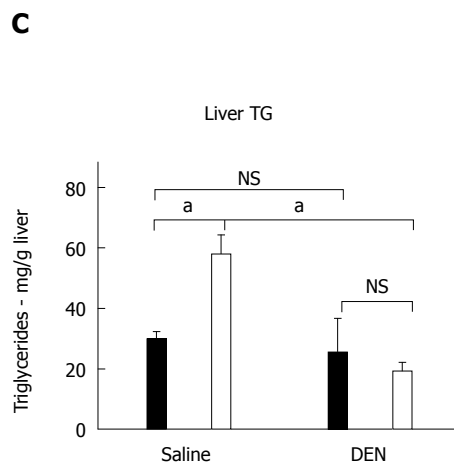 C
Liver TG
Triglycerides - mg/g liver
80
60
40
20
0
NS
a
a
NS
Saline
DEN